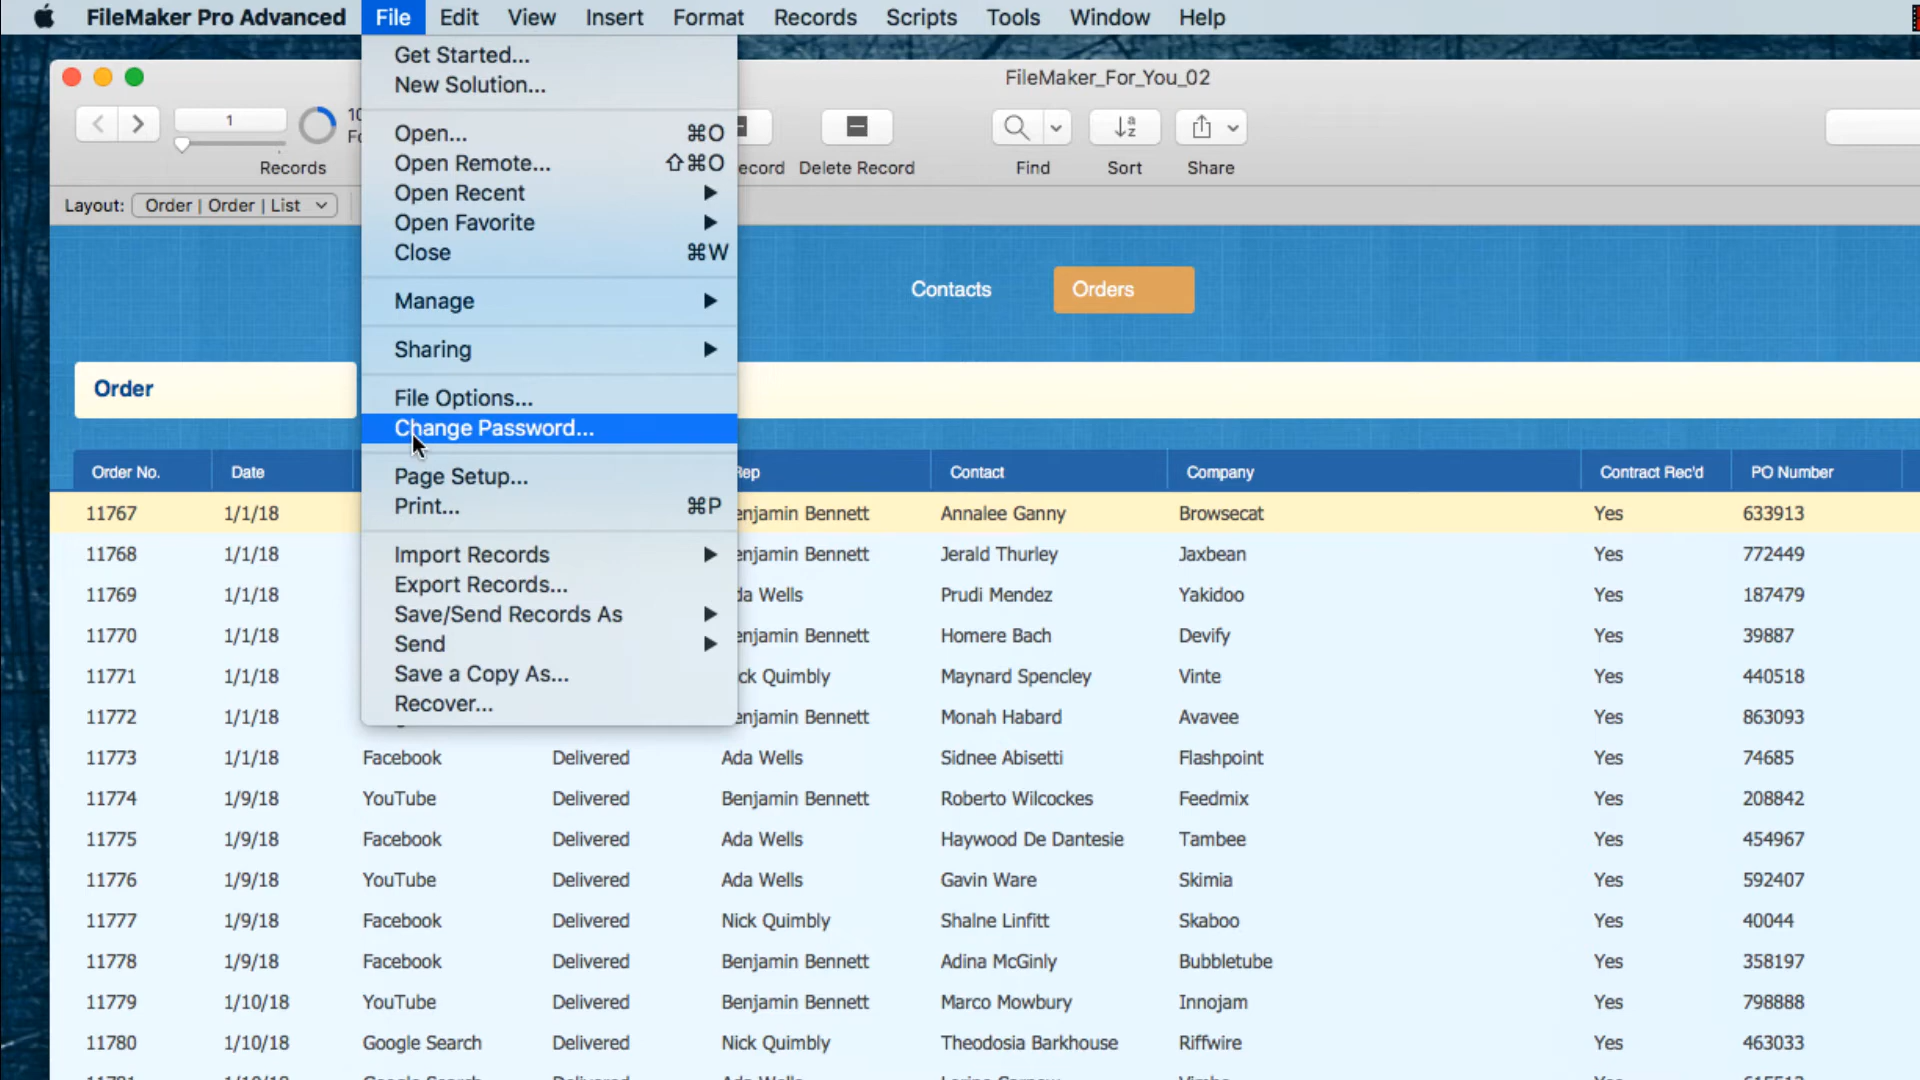 FileMaker Pro Advanced File Edit View Insert Format Records Scripts Tools Window Help
FileMaker_For_You_02
Get Started...
New Solution...
Open... ⌘O
Open Remote... ⇧⌘O
Open Recent
Open Favorite
Close ⌘W
Manage
Sharing
File Options...
Change Password...
Page Setup...
Print... ⌘P
Import Records
Export Records...
Save/Send Records As
Send
Save a Copy As...
Recover...
1
Records Delete Record Find Sort Share
Layout: Order | Order | List
Contacts Orders
Order
Order No. Date Contact Company Contract Rec'd PO Number
11767 1/1/18 Bennett Annalee Ganny Browsecat Yes 633913
11768 1/1/18 Bennett Jerald Thurley Jaxbean Yes 772449
11769 1/1/18 Wells Prudi Mendez Yakidoo Yes 187479
11770 1/1/18 Bennett Homere Bach Devify Yes 39887
11771 1/1/18 Quimbly Maynard Spencley Vinte Yes 440518
11772 1/1/18 Bennett Monah Habard Avavee Yes 863093
11773 1/1/18 Facebook Delivered Ada Wells Sidnee Abisetti Flashpoint Yes 74685
11774 1/9/18 YouTube Delivered Benjamin Bennett Roberto Wilcockes Feedmix Yes 208842
11775 1/9/18 Facebook Delivered Ada Wells Haywood De Dantesie Tambee Yes 454967
11776 1/9/18 YouTube Delivered Ada Wells Gavin Ware Skimia Yes 592407
11777 1/9/18 Facebook Delivered Nick Quimbly Shalne Linfitt Skaboo Yes 40044
11778 1/9/18 Facebook Delivered Benjamin Bennett Adina McGinly Bubbletube Yes 358197
11779 1/10/18 YouTube Delivered Benjamin Bennett Marco Mowbury Innojam Yes 798888
11780 1/10/18 Google Search Delivered Nick Quimbly Theodosia Barkhouse Riffwire Yes 463033